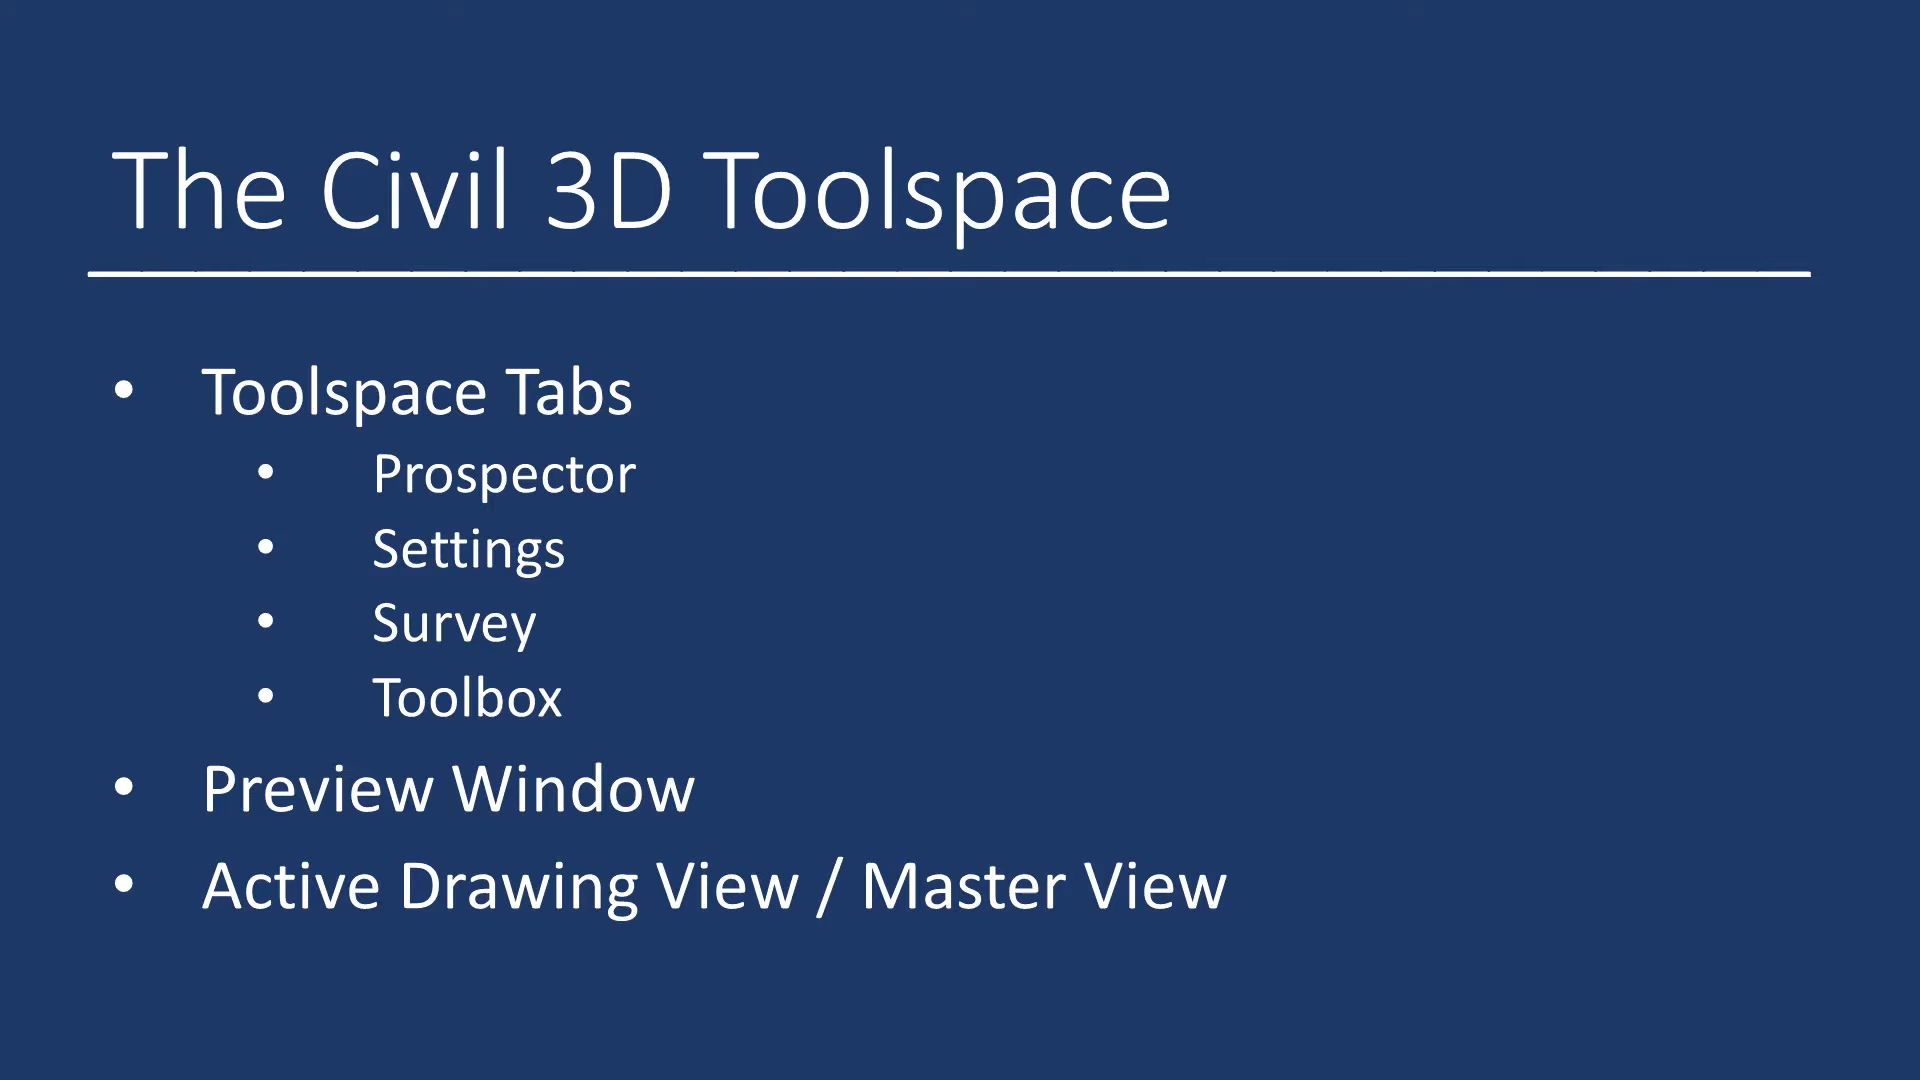 The Civil 3D Toolspace
• Toolspace Tabs
• Prospector
• Settings
• Survey
• Toolbox
• Preview Window
• Active Drawing View / Master View